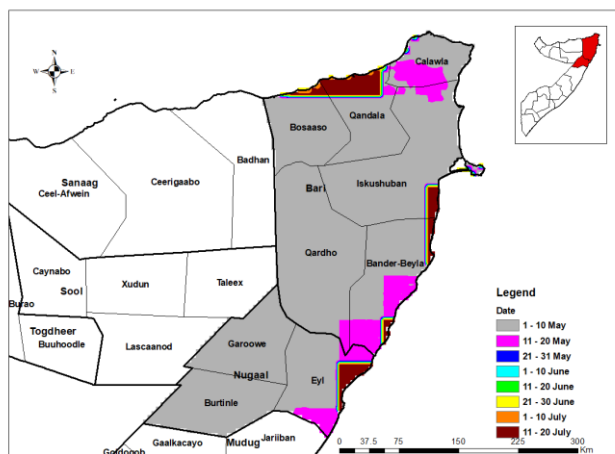 N
W E
S
Calawla
Qandala
Bosaaso
Badhan
Sanaag
Ceel-Afwein
Ceerigaabo
Bari
Iskushuban
Qardho
Bander-Beyla
Caynabo
Sool
Xudun
Taleex
Burao
Togdheer
Buuhoodle
Lascaanod
Garoowe
Nugaal
Eyl
Burtinle
Gaalkacyo
Mudug
Jariiban
Legend
Date
1 - 10 May
11 - 20 May
21 - 31 May
1 - 10 June
11 - 20 June
21 - 30 June
1 - 10 July
11 - 20 July
0 37.5 75 150 225 300
Km